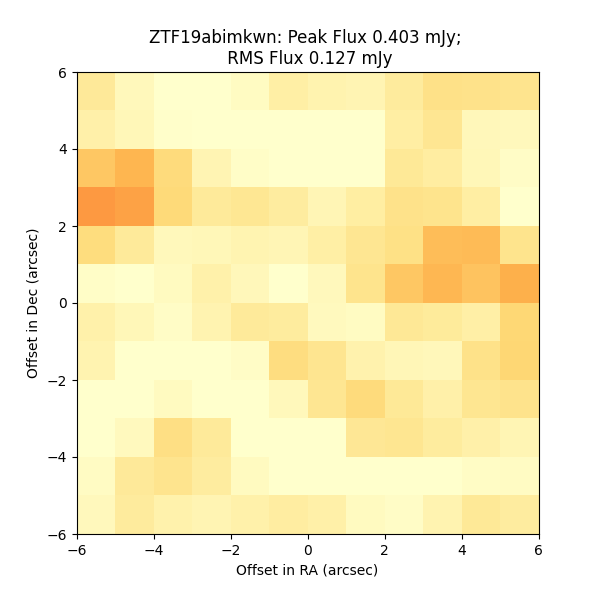 ZTF19abimkwn: Peak Flux 0.403 mJy;
RMS Flux 0.127 mJy
6
4
2
0
−2
−4
−6
Offset in Dec (arcsec)
−6 −4 −2 0 2 4 6
Offset in RA (arcsec)